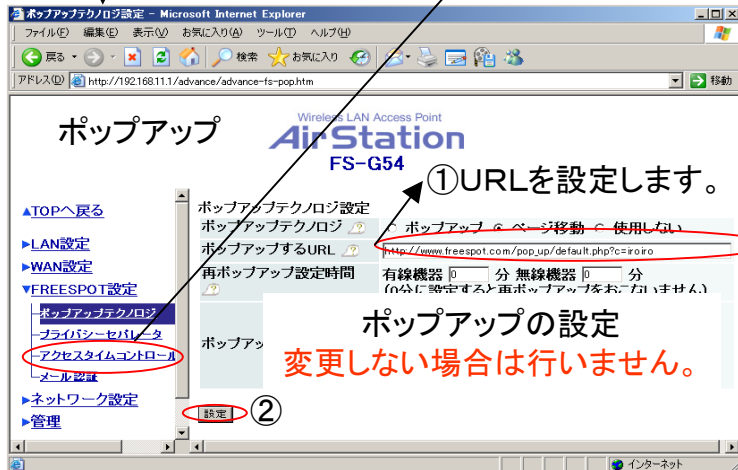 ポップアップテクノロジ設定 - Microsoft Internet Explorer
ファイル(F) 編集(E) 表示(V) お気に入り(A) ツール(T) ヘルプ(H)
戻る 検索 お気に入り
アドレス(D) http://192.168.11.1/advance/advance-fs-pop.htm 移動
ポップアップ
Wireless LAN Access Point
AirStation
FS-G54
①URLを設定します。
▲TOPへ戻る
▶LAN設定
▶WAN設定
▼FREESPOT設定
ポップアップテクノロジ
プライバシーセパレータ
アクセスタイムコントロール
メール認証
▶ネットワーク設定
▶管理
ポップアップテクノロジ設定
ポップアップテクノロジ ポップアップ ページ移動 使用しない
ポップアップするURL http://www.freespot.com/pop_up/default.php?c=iroiro
再ポップアップ設定時間 有線機器 0 分 無線機器 0 分
(0分に設定すると再ポップアップをおこないません)
ポップアッ
ポップアップの設定
変更しない場合は行いません。
設定 ②
インターネット